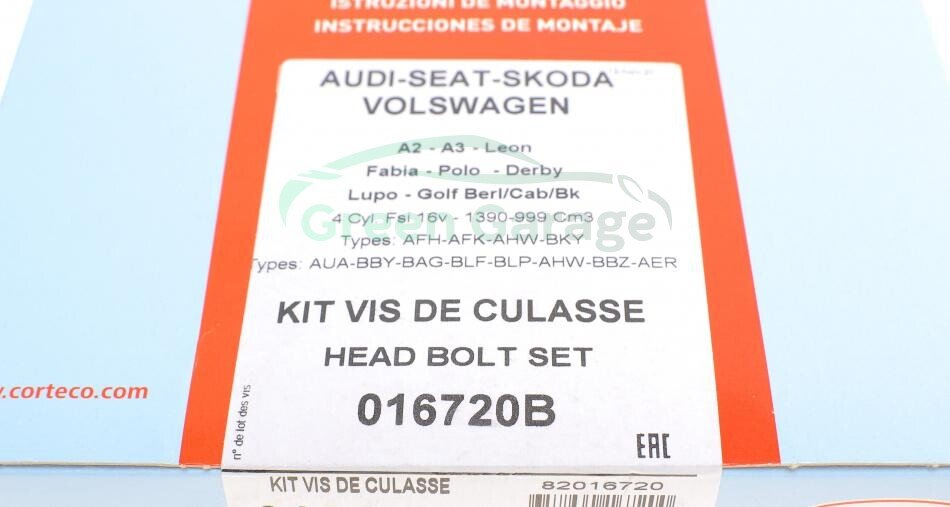 ISTRUZIONI DE MONTAGGIO
INSTRUCCIONES DE MONTAJE
AUDI-SEAT-SKODA
VOLSWAGEN
A2 - A3 - Leon
Fabia - Polo - Derby
Lupo - Golf Berl/Cab/Bk
4 Cyl Fsi 16v - 1390-999 Cm3
Types: AFH-AFK-AHW-BKY
Types: AUA-BBY-BAG-BLF-BLP-AHW-BBZ-AER
Green Garage
KIT VIS DE CULASSE
HEAD BOLT SET
016720B
n° de lot des vis
EAC
.corteco.com
KIT VIS DE CULASSE
82016720